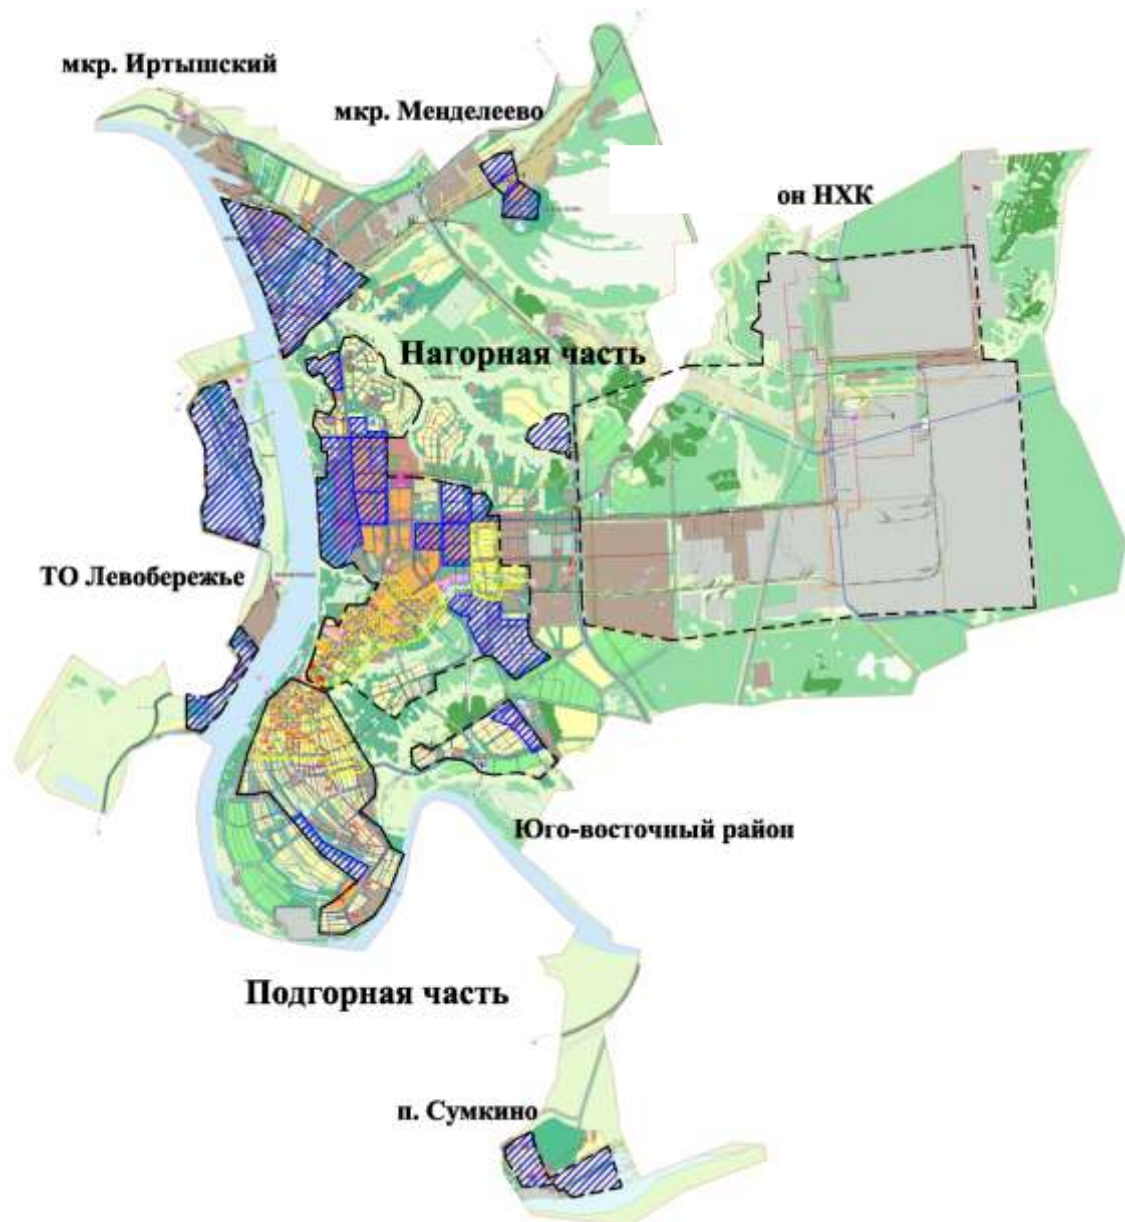 мкр. Иртышский
мкр. Менделеево
он НХК
Нагорная часть
ТО Левобережье
Юго-восточный район
Подгорная часть
п. Сумкино